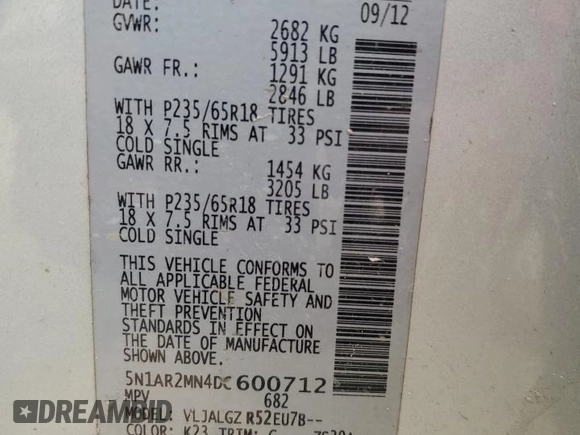 DATE:
09/12
GVWR: 2682 KG
5913 LB
GAWR FR.: 1291 KG
2846 LB
WITH P235/65R18 TIRES
18 X 7.5 RIMS AT 33 PSI
COLD SINGLE
GAWR RR.: 1454 KG
3205 LB
WITH P235/65R18 TIRES
18 X 7.5 RIMS AT 33 PSI
COLD SINGLE
THIS VEHICLE CONFORMS TO
ALL APPLICABLE FEDERAL
MOTOR VEHICLE SAFETY AND
THEFT PREVENTION
STANDARDS IN EFFECT ON
THE DATE OF MANUFACTURE
SHOWN ABOVE.
5N1AR2MN4DC600712
MPV 682
MODEL: VLJALGZ R52EU7B--
COLOR: K23 TRIM: G
DREAMBID